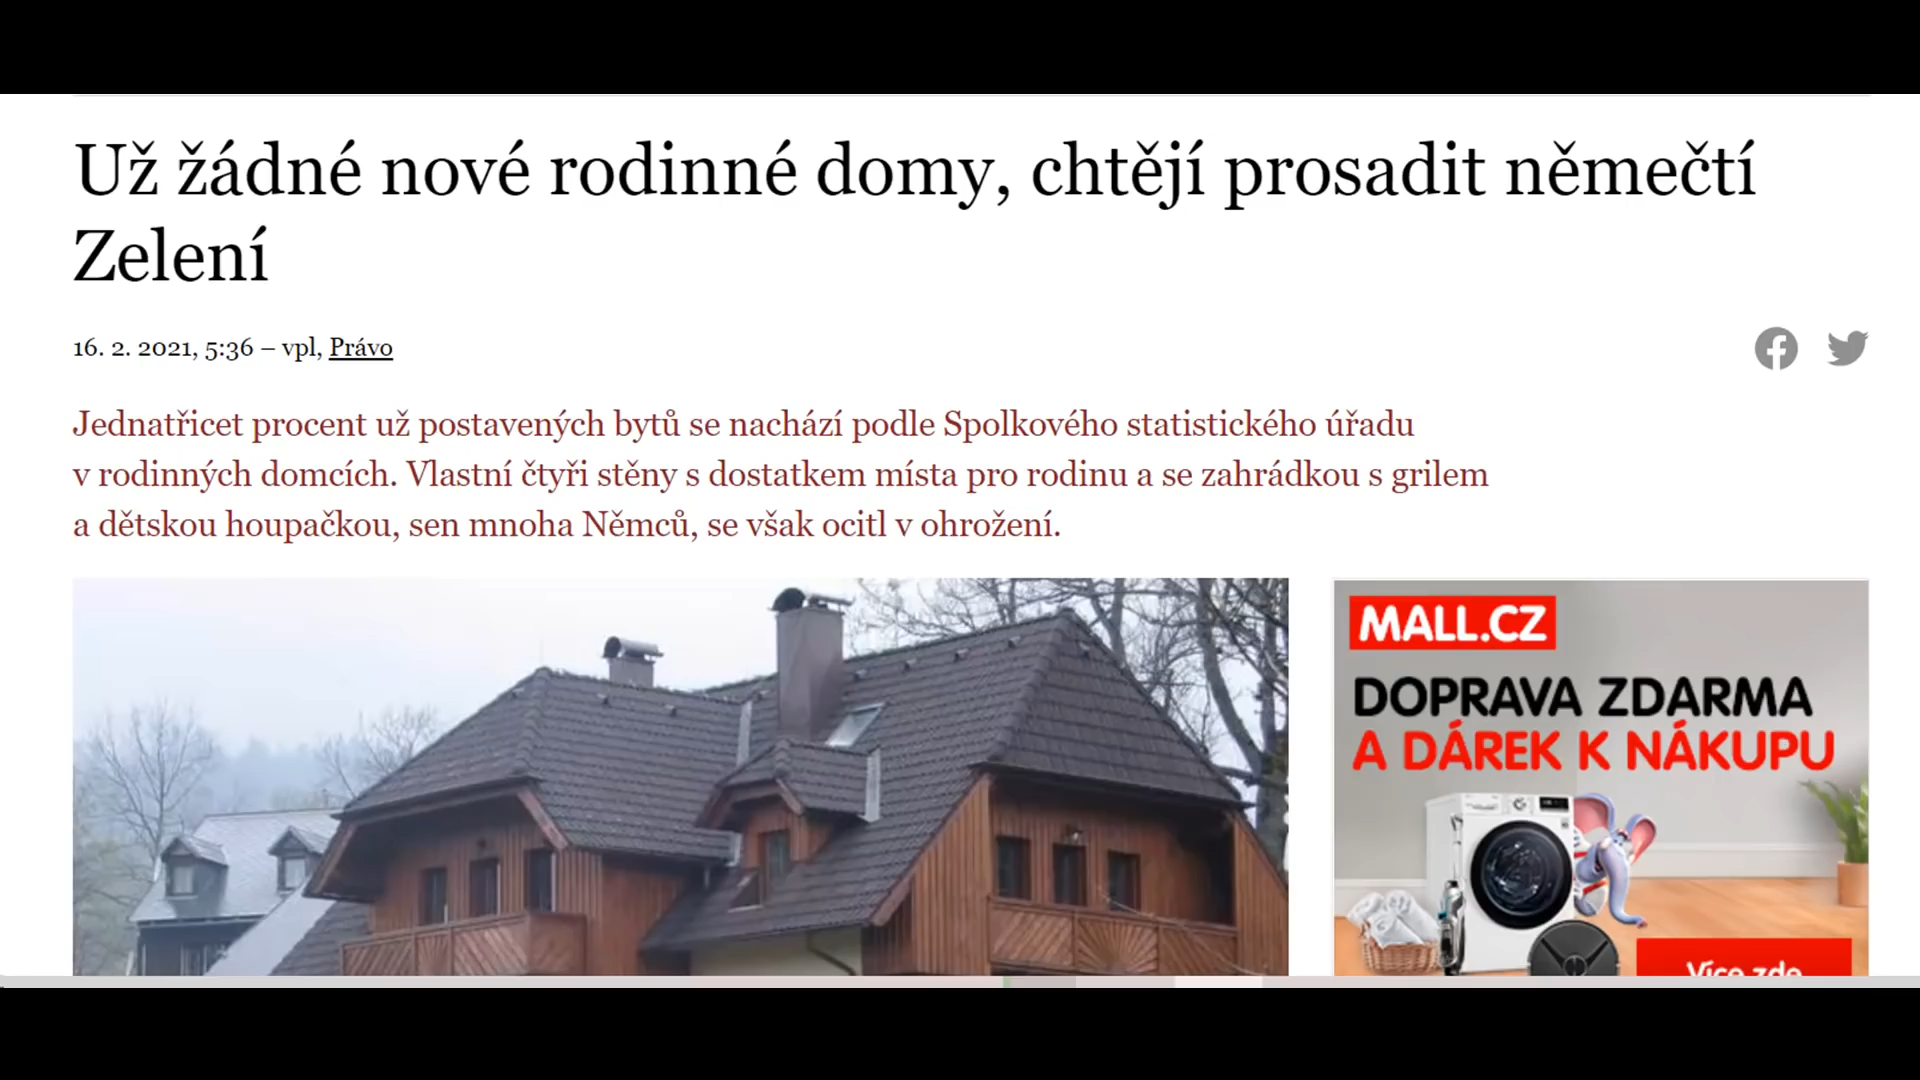 Už žádné nové rodinné domy, chtějí prosadit němečtí
Zelení
16. 2. 2021, 5:36 – vpl, Právo
Jednatřicet procent už postavených bytů se nachází podle Spolkového statistického úřadu
v rodinných domcích. Vlastní čtyři stěny s dostatkem místa pro rodinu a se zahrádkou s grilem
a dětskou houpačkou, sen mnoha Němců, se však ocitl v ohrožení.
MALL.CZ
DOPRAVA ZDARMA
A DÁREK K NÁKUPU
Více zde